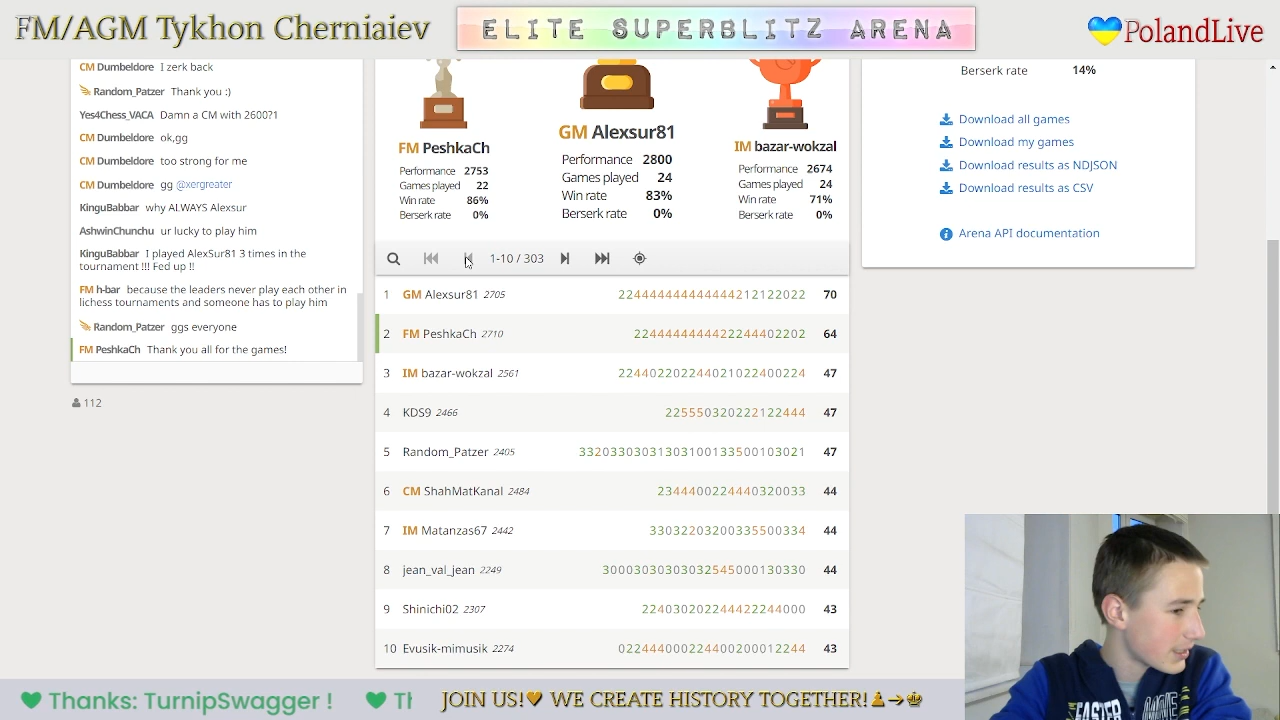 FM/AGM Tykhon Cherniaiev
ELITE SUPERBLITZ ARENA
PolandLive
CM Dumbeldore I zerk back
Random_Patzer Thank you :)
Yes4Chess_VACA Damn a CM with 2600?1
CM Dumbeldore ok,gg
CM Dumbeldore too strong for me
CM Dumbeldore gg @xergreater
KinguBabbar why ALWAYS Alexsur
AshwinChunchu ur lucky to play him
KinguBabbar I played AlexSur81 3 times in the
tournament !!! Fed up !!
FM h-bar because the leaders never play each other in
lichess tournaments and someone has to play him
Random_Patzer ggs everyone
FM PeshkaCh Thank you all for the games!
112
FM PeshkaCh
Performance 2753
Games played 22
Win rate 86%
Berserk rate 0%
GM Alexsur81
Performance 2800
Games played 24
Win rate 83%
Berserk rate 0%
IM bazar-wokzal
Performance 2674
Games played 24
Win rate 71%
Berserk rate 0%
1-10 / 303
1 GM Alexsur81 2705 224444444444444212122022 70
2 FM PeshkaCh 2710 2244444444422244402202 64
3 IM bazar-wokzal 2561 224402202244021022400224 47
4 KDS9 2466 225550320222122444 47
5 Random_Patzer 2405 33203303031303100133500103021 47
6 CM ShahMatKanal 2484 2344400224440320033 44
7 IM Matanzas67 2442 33032203200335500334 44
8 jean_val_jean 2249 30003030303032545000130330 44
9 Shinichi02 2307 224030202244422244000 43
10 Evusik-mimusik 2274 022444000224400200012244 43
Berserk rate 14%
Download all games
Download my games
Download results as NDJSON
Download results as CSV
Arena API documentation
Thanks: TurnipSwagger !
Tl
JOIN US! WE CREATE HISTORY TOGETHER!